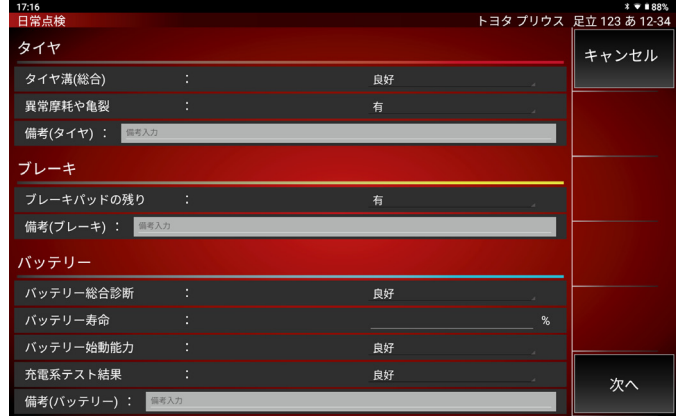 17:16 88%
日常点検 トヨタ プリウス 足立 123 あ 12-34
キャンセル
タイヤ
タイヤ溝(総合) : 良好
異常摩耗や亀裂 : 有
備考(タイヤ) : 備考入力
ブレーキ
ブレーキパッドの残り : 有
備考(ブレーキ) : 備考入力
バッテリー
バッテリー総合診断 : 良好
バッテリー寿命 : %
バッテリー始動能力 : 良好
充電系テスト結果 : 良好
備考(バッテリー) : 備考入力
次へ